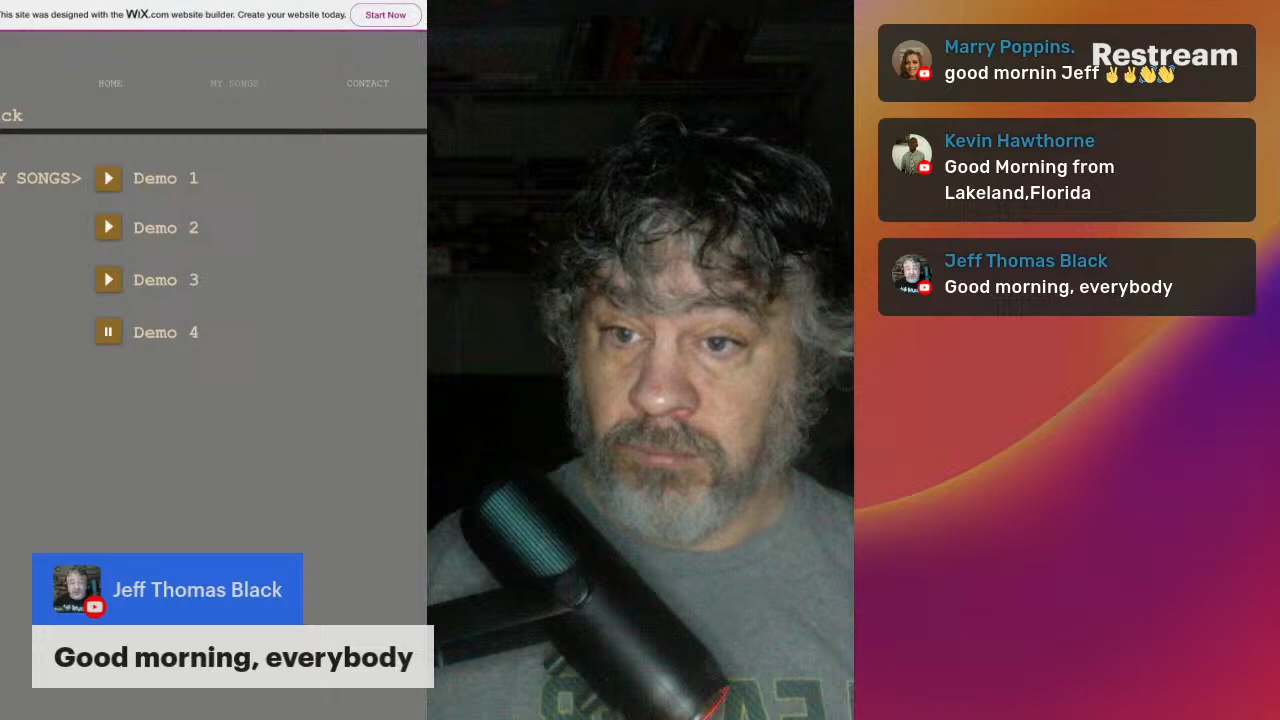 This site was designed with the WiX.com website builder. Create your website today.
Start Now
HOME
MY SONGS
CONTACT
ck
Y SONGS>
Demo 1
Demo 2
Demo 3
Demo 4
Jeff Thomas Black
Good morning, everybody
Marry Poppins.
good mornin Jeff ✌✌👋👋
Restream
Kevin Hawthorne
Good Morning from
Lakeland,Florida
Jeff Thomas Black
Good morning, everybody